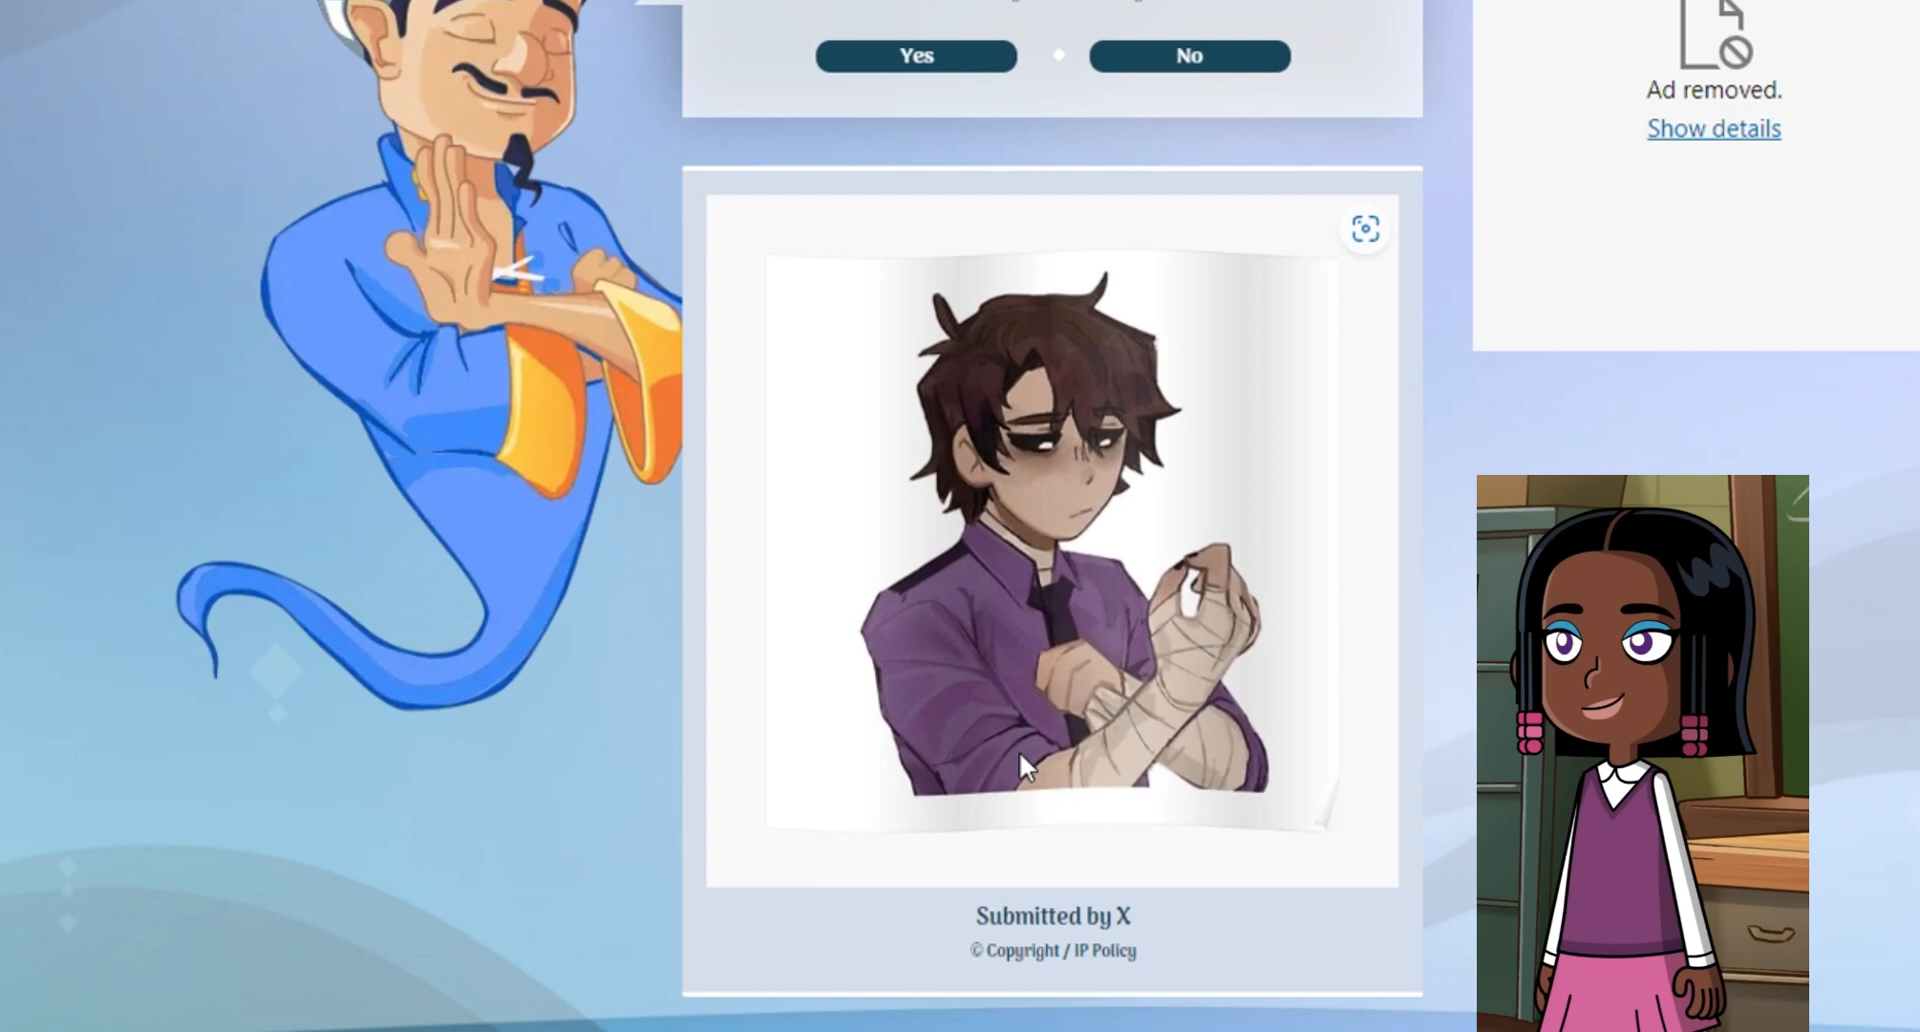 Yes
No
Ad removed.
Show details
Submitted by X
© Copyright / IP Policy